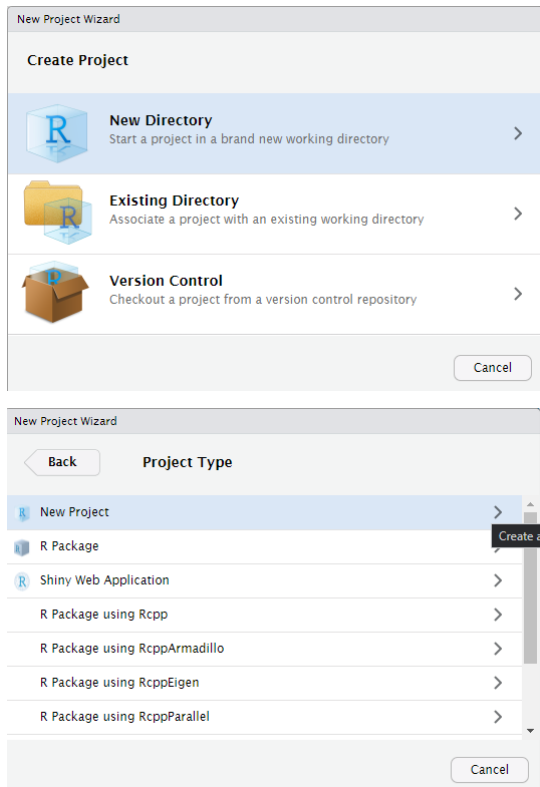 New Project Wizard
Create Project
New Directory
Start a project in a brand new working directory
Existing Directory
Associate a project with an existing working directory
Version Control
Checkout a project from a version control repository
Cancel
New Project Wizard
Back
Project Type
New Project
Create a
R Package
Shiny Web Application
R Package using Rcpp
R Package using RcppArmadillo
R Package using RcppEigen
R Package using RcppParallel
Cancel